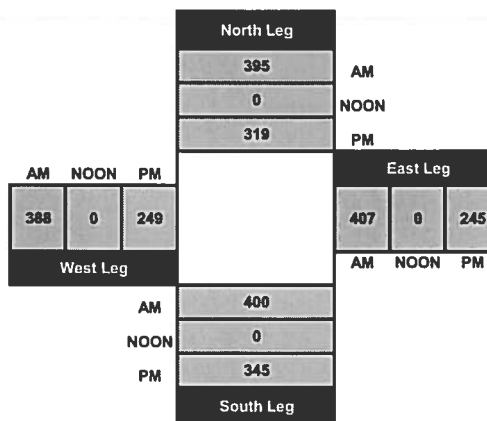 North Leg
395 AM
0 NOON
319 PM
East Leg
AM NOON PM
388 0 249
407 0 245
West Leg
AM NOON PM
AM 400
NOON 0
PM 345
South Leg